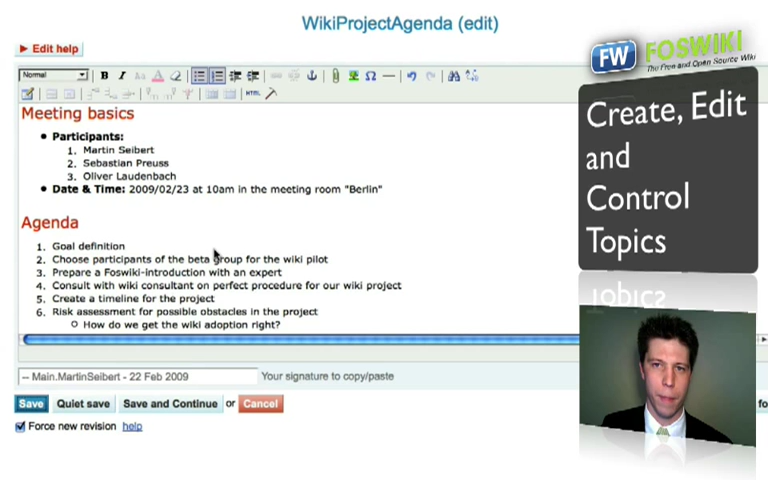 WikiProjectAgenda (edit)
▶ Edit help
Normal
HTML
Meeting basics
• Participants:
1. Martin Seibert
2. Sebastian Preuss
3. Oliver Laudenbach
• Date & Time: 2009/02/23 at 10am in the meeting room "Berlin"
Agenda
1. Goal definition
2. Choose participants of the beta group for the wiki pilot
3. Prepare a Foswiki-introduction with an expert
4. Consult with wiki consultant on perfect procedure for our wiki project
5. Create a timeline for the project
6. Risk assessment for possible obstacles in the project
How do we get the wiki adoption right?
-- Main.MartinSeibert - 22 Feb 2009 Your signature to copy/paste
Save Quiet save Save and Continue or Cancel
Force new revision help
fo
FW FOSWIKI
The Free and Open Source Wiki
Create, Edit
and
Control
Topics